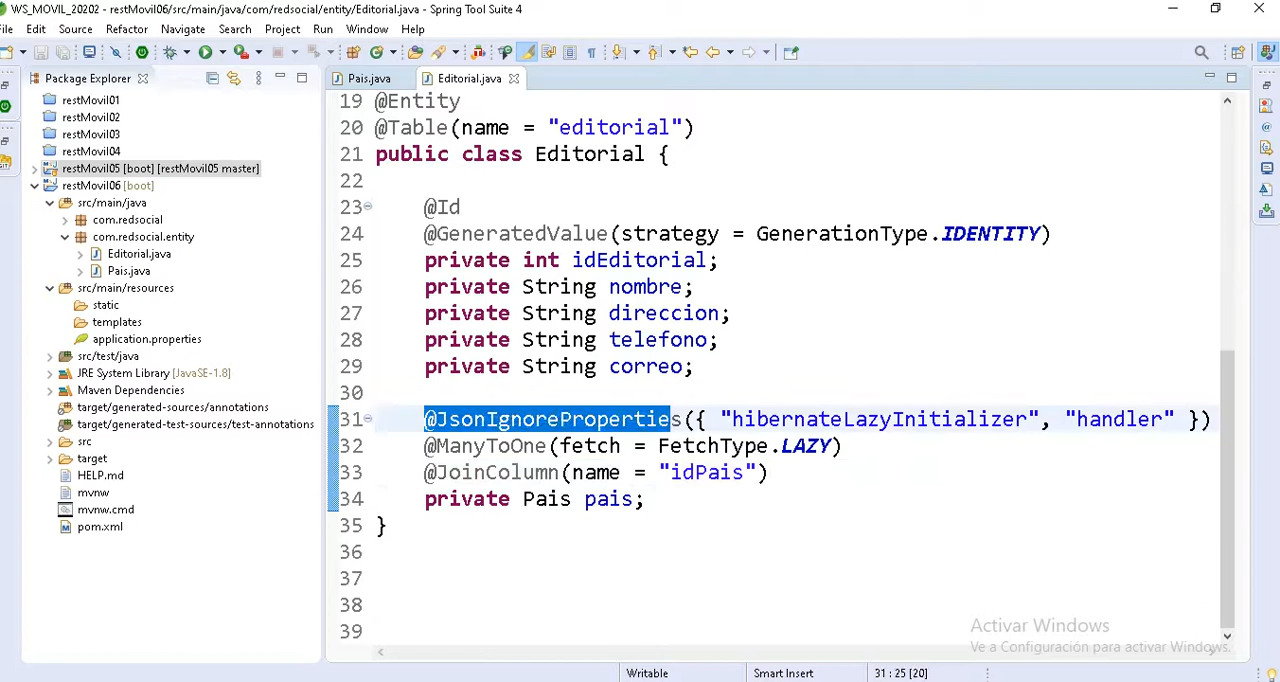 WS_MOVIL_20202 - restMovil06/src/main/java/com/redsocial/entity/Editorial.java - Spring Tool Suite 4
File Edit Source Refactor Navigate Search Project Run Window Help
Package Explorer
Pais.java
Editorial.java
restMovil01
restMovil02
restMovil03
restMovil04
restMovil05 [boot] [restMovil05 master]
restMovil06 [boot]
src/main/java
com.redsocial
com.redsocial.entity
Editorial.java
Pais.java
src/main/resources
static
templates
application.properties
src/test/java
JRE System Library [JavaSE-1.8]
Maven Dependencies
target/generated-sources/annotations
target/generated-test-sources/test-annotations
src
target
HELP.md
mvnw
mvnw.cmd
pom.xml
19 @Entity
20 @Table(name = "editorial")
21 public class Editorial {
22
23 @Id
24 @GeneratedValue(strategy = GenerationType.IDENTITY)
25 private int idEditorial;
26 private String nombre;
27 private String direccion;
28 private String telefono;
29 private String correo;
30
31 @JsonIgnoreProperties({ "hibernateLazyInitializer", "handler" })
32 @ManyToOne(fetch = FetchType.LAZY)
33 @JoinColumn(name = "idPais")
34 private Pais pais;
35 }
36
37
38
39
Activar Windows
Ve a Configuración para activar Windows.
Writable
Smart Insert
31 : 25 [20]